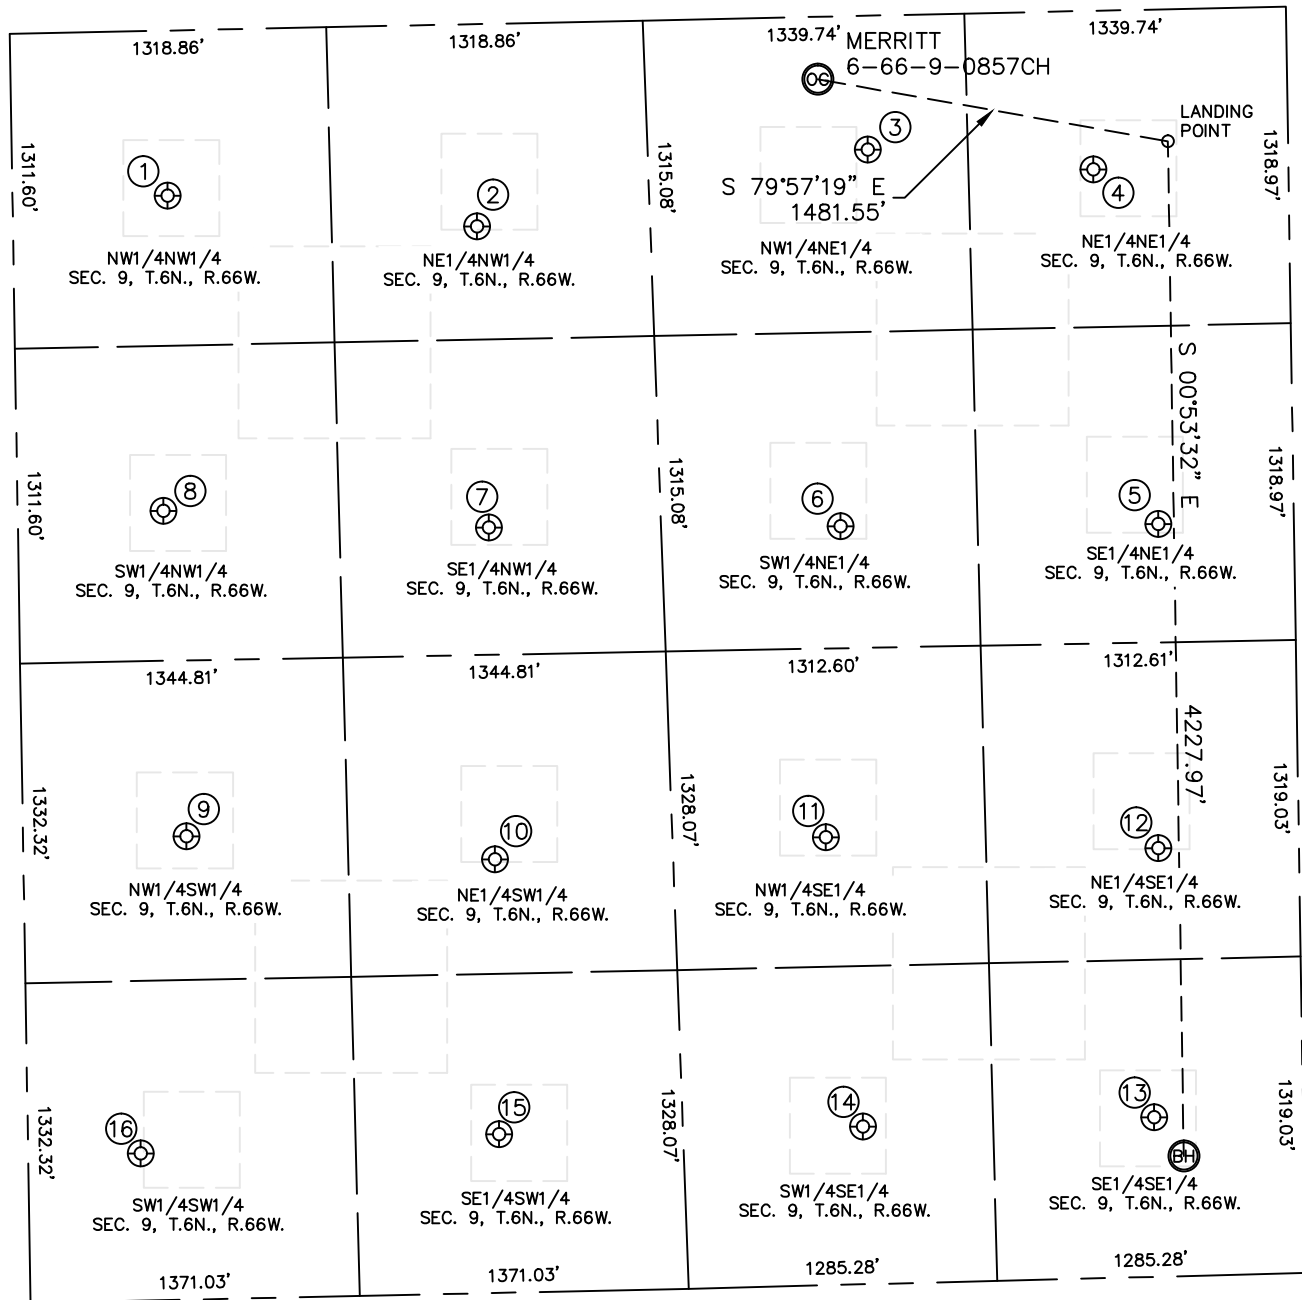 1318.86'
1318.86'
1339.74'
1339.74'
MERRITT
6-66-9-0857CH
OG
LANDING
POINT
1311.60'
1315.08'
1318.97'
1
2
3
4
S 79°57'19" E
1481.55'
NW1/4NW1/4
SEC. 9, T.6N., R.66W.
NE1/4NW1/4
SEC. 9, T.6N., R.66W.
NW1/4NE1/4
SEC. 9, T.6N., R.66W.
NE1/4NE1/4
SEC. 9, T.6N., R.66W.
S 00°53'32" E
4227.97'
1311.60'
1315.08'
1318.97'
8
7
6
5
SW1/4NW1/4
SEC. 9, T.6N., R.66W.
SE1/4NW1/4
SEC. 9, T.6N., R.66W.
SW1/4NE1/4
SEC. 9, T.6N., R.66W.
SE1/4NE1/4
SEC. 9, T.6N., R.66W.
1344.81'
1344.81'
1312.60'
1312.61'
1332.32'
1328.07'
1319.03'
9
10
11
12
NW1/4SW1/4
SEC. 9, T.6N., R.66W.
NE1/4SW1/4
SEC. 9, T.6N., R.66W.
NW1/4SE1/4
SEC. 9, T.6N., R.66W.
NE1/4SE1/4
SEC. 9, T.6N., R.66W.
1332.32'
1328.07'
1319.03'
16
15
14
13
BH
SW1/4SW1/4
SEC. 9, T.6N., R.66W.
SE1/4SW1/4
SEC. 9, T.6N., R.66W.
SW1/4SE1/4
SEC. 9, T.6N., R.66W.
SE1/4SE1/4
SEC. 9, T.6N., R.66W.
1371.03'
1371.03'
1285.28'
1285.28'